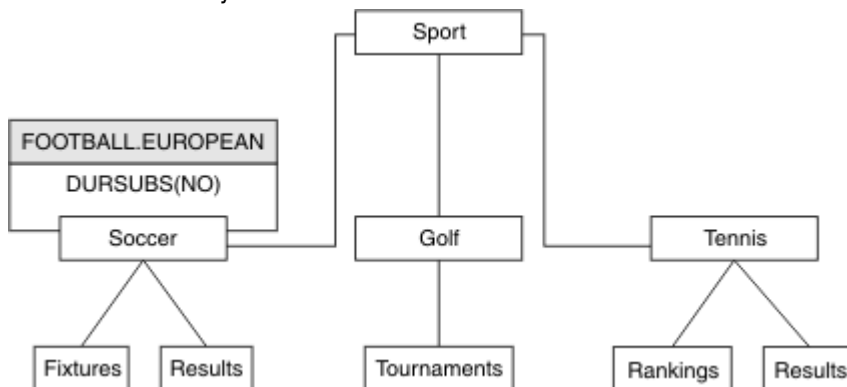 Sport
FOOTBALL.EUROPEAN
DURSUBS(NO)
Soccer
Golf
Tennis
Fixtures
Results
Tournaments
Rankings
Results